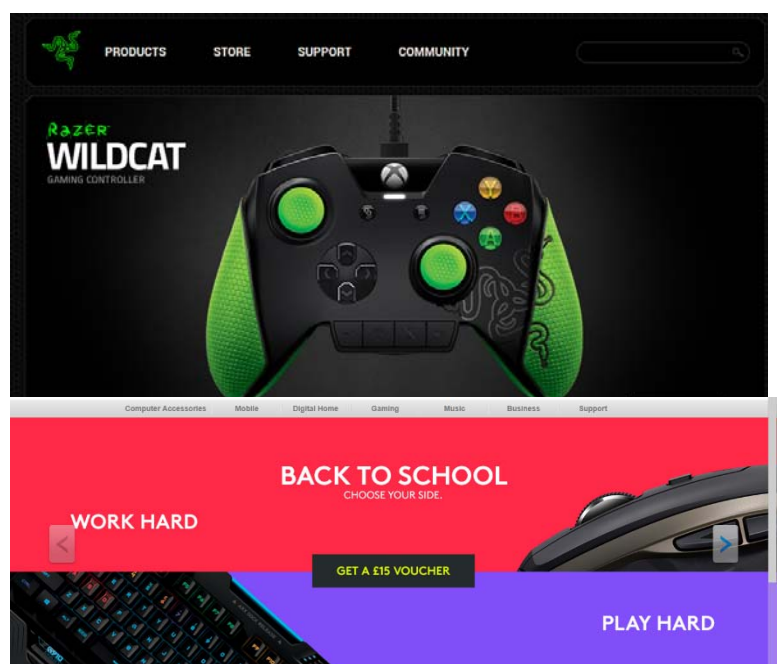 PRODUCTS STORE SUPPORT COMMUNITY
RAZER
WILDCAT
GAMING CONTROLLER
X Y B A
Computer Accessories Mobile Digital Home Gaming Music Business Support
BACK TO SCHOOL
CHOOSE YOUR SIDE.
WORK HARD
GET A £15 VOUCHER
PLAY HARD